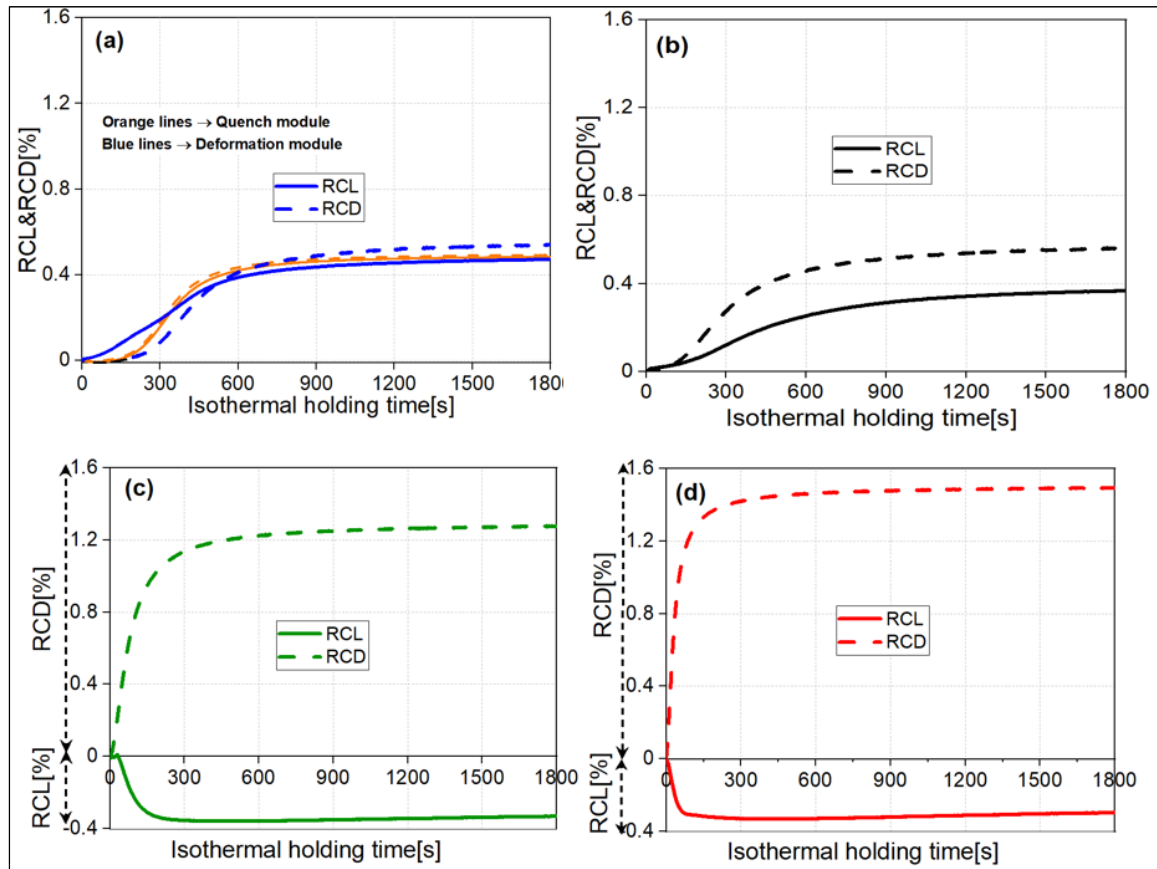 (a)
1.6
1.2
0.8
0.4
0
RCL&RCD[%]
Orange lines → Quench module
Blue lines → Deformation module
RCL
RCD
0 300 600 900 1200 1500 1800
Isothermal holding time[s]
(b)
1.6
1.2
0.8
0.4
0
RCL&RCD[%]
RCL
RCD
0 300 600 900 1200 1500 1800
Isothermal holding time[s]
(c)
1.6
1.2
0.8
0.4
0
-0.4
RCD[%]
RCL[%]
RCL
RCD
0 300 600 900 1200 1500 1800
Isothermal holding time[s]
(d)
1.6
1.2
0.8
0.4
0
0.4
RCD[%]
RCL[%]
RCL
RCD
0 300 600 900 1200 1500 1800
Isothermal holding time[s]